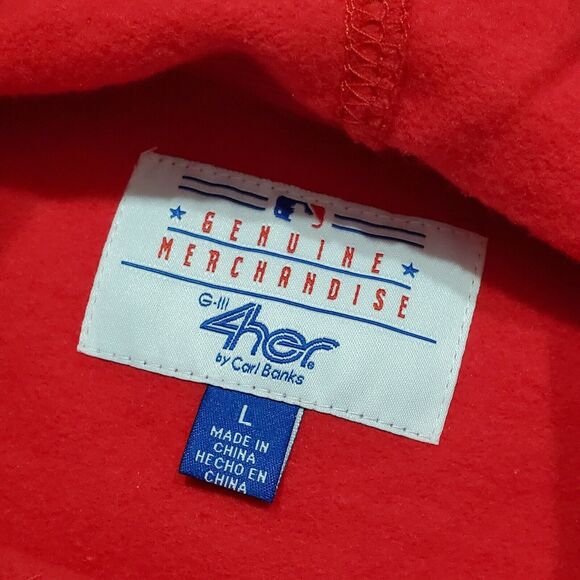 GENUINE
MERCHANDISE
G-III
4her®
by Carl Banks
L
MADE IN
CHINA
HECHO EN
CHINA